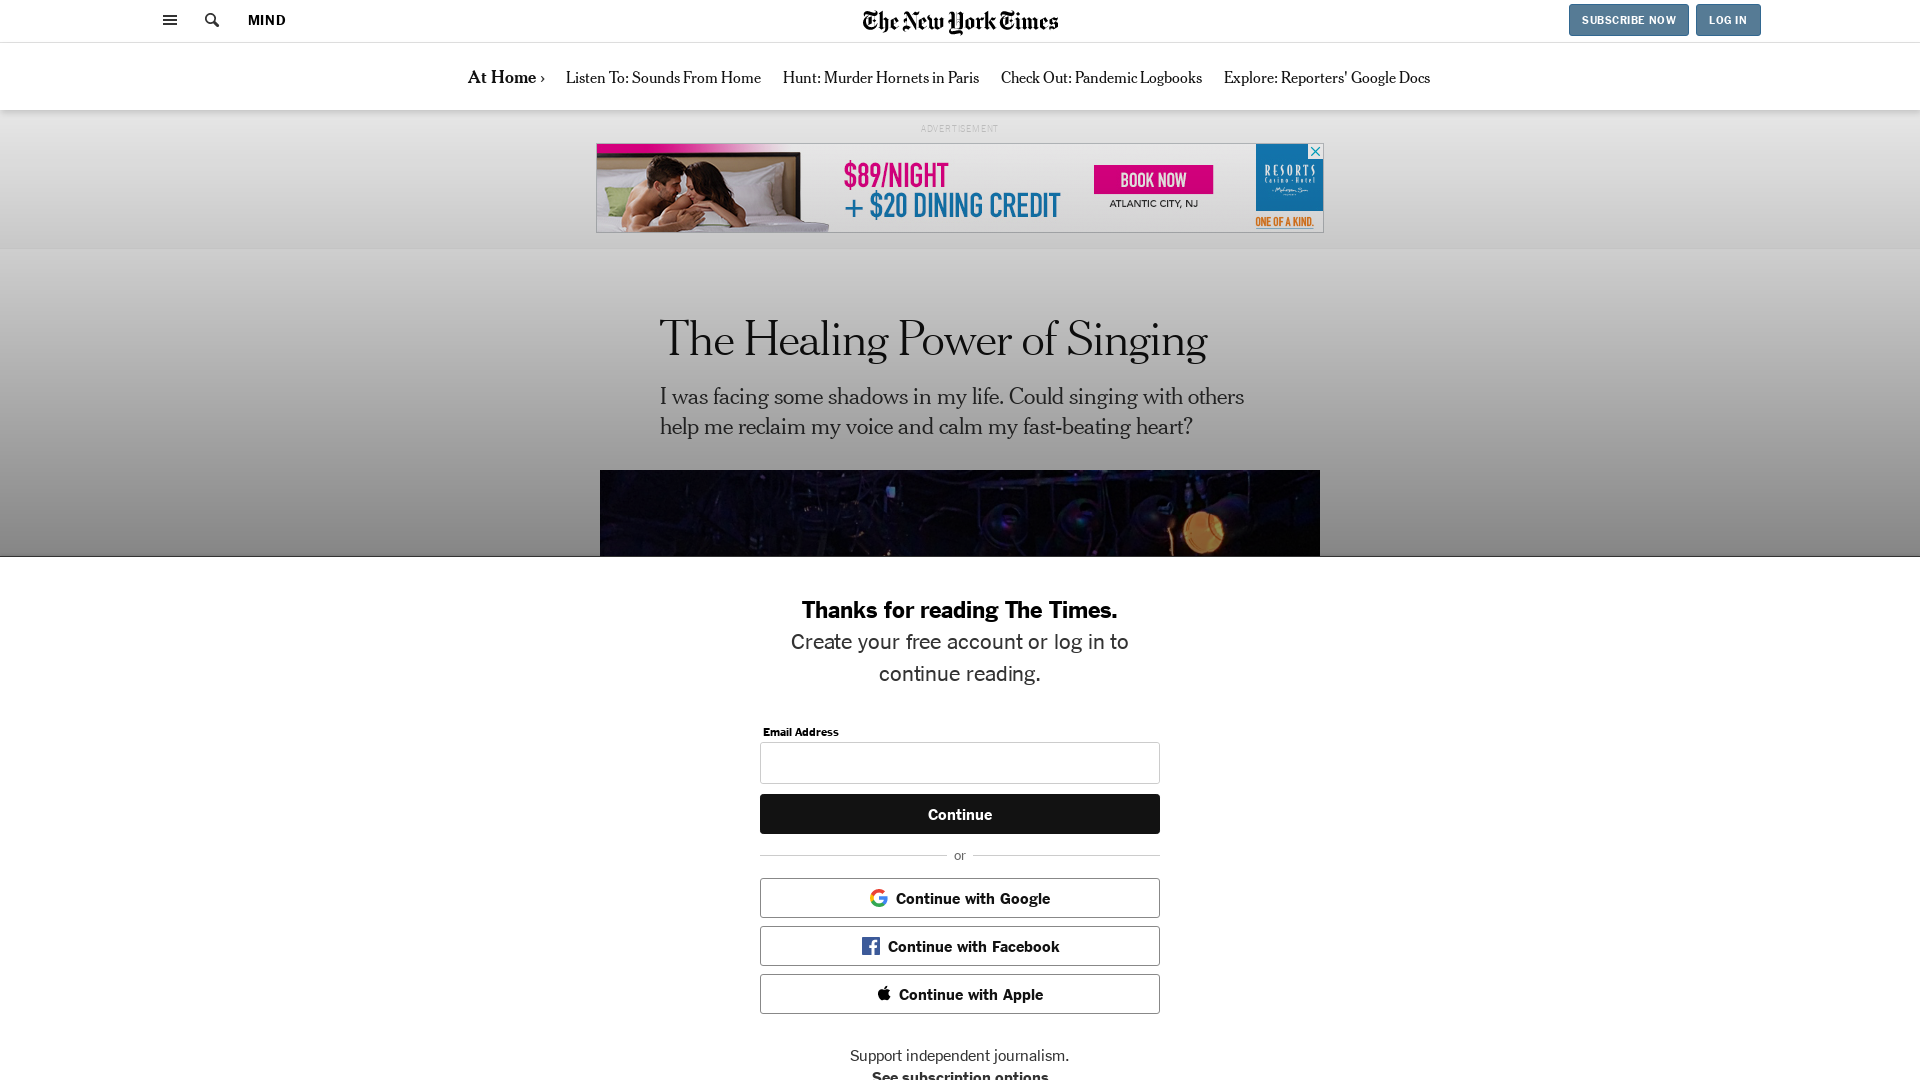 MIND
The New York Times
SUBSCRIBE NOW
LOG IN
At Home ›
Listen To: Sounds From Home
Hunt: Murder Hornets in Paris
Check Out: Pandemic Logbooks
Explore: Reporters' Google Docs
ADVERTISEMENT
$89/NIGHT
+ $20 DINING CREDIT
BOOK NOW
ATLANTIC CITY, NJ
RESORTS
Casino • Hotel
ONE OF A KIND.
The Healing Power of Singing
I was facing some shadows in my life. Could singing with others
help me reclaim my voice and calm my fast-beating heart?
Thanks for reading The Times.
Create your free account or log in to
continue reading.
Email Address
Continue
or
Continue with Google
Continue with Facebook
Continue with Apple
Support independent journalism.
See subscription options